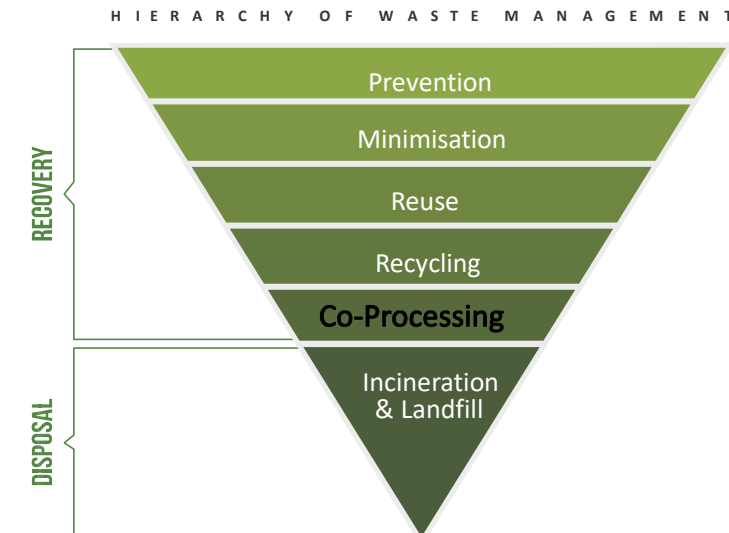 HIERARCHY OF WASTE MANAGEMENT
RECOVERY
Prevention
Minimisation
Reuse
Recycling
Co-Processing
DISPOSAL
Incineration
& Landfill